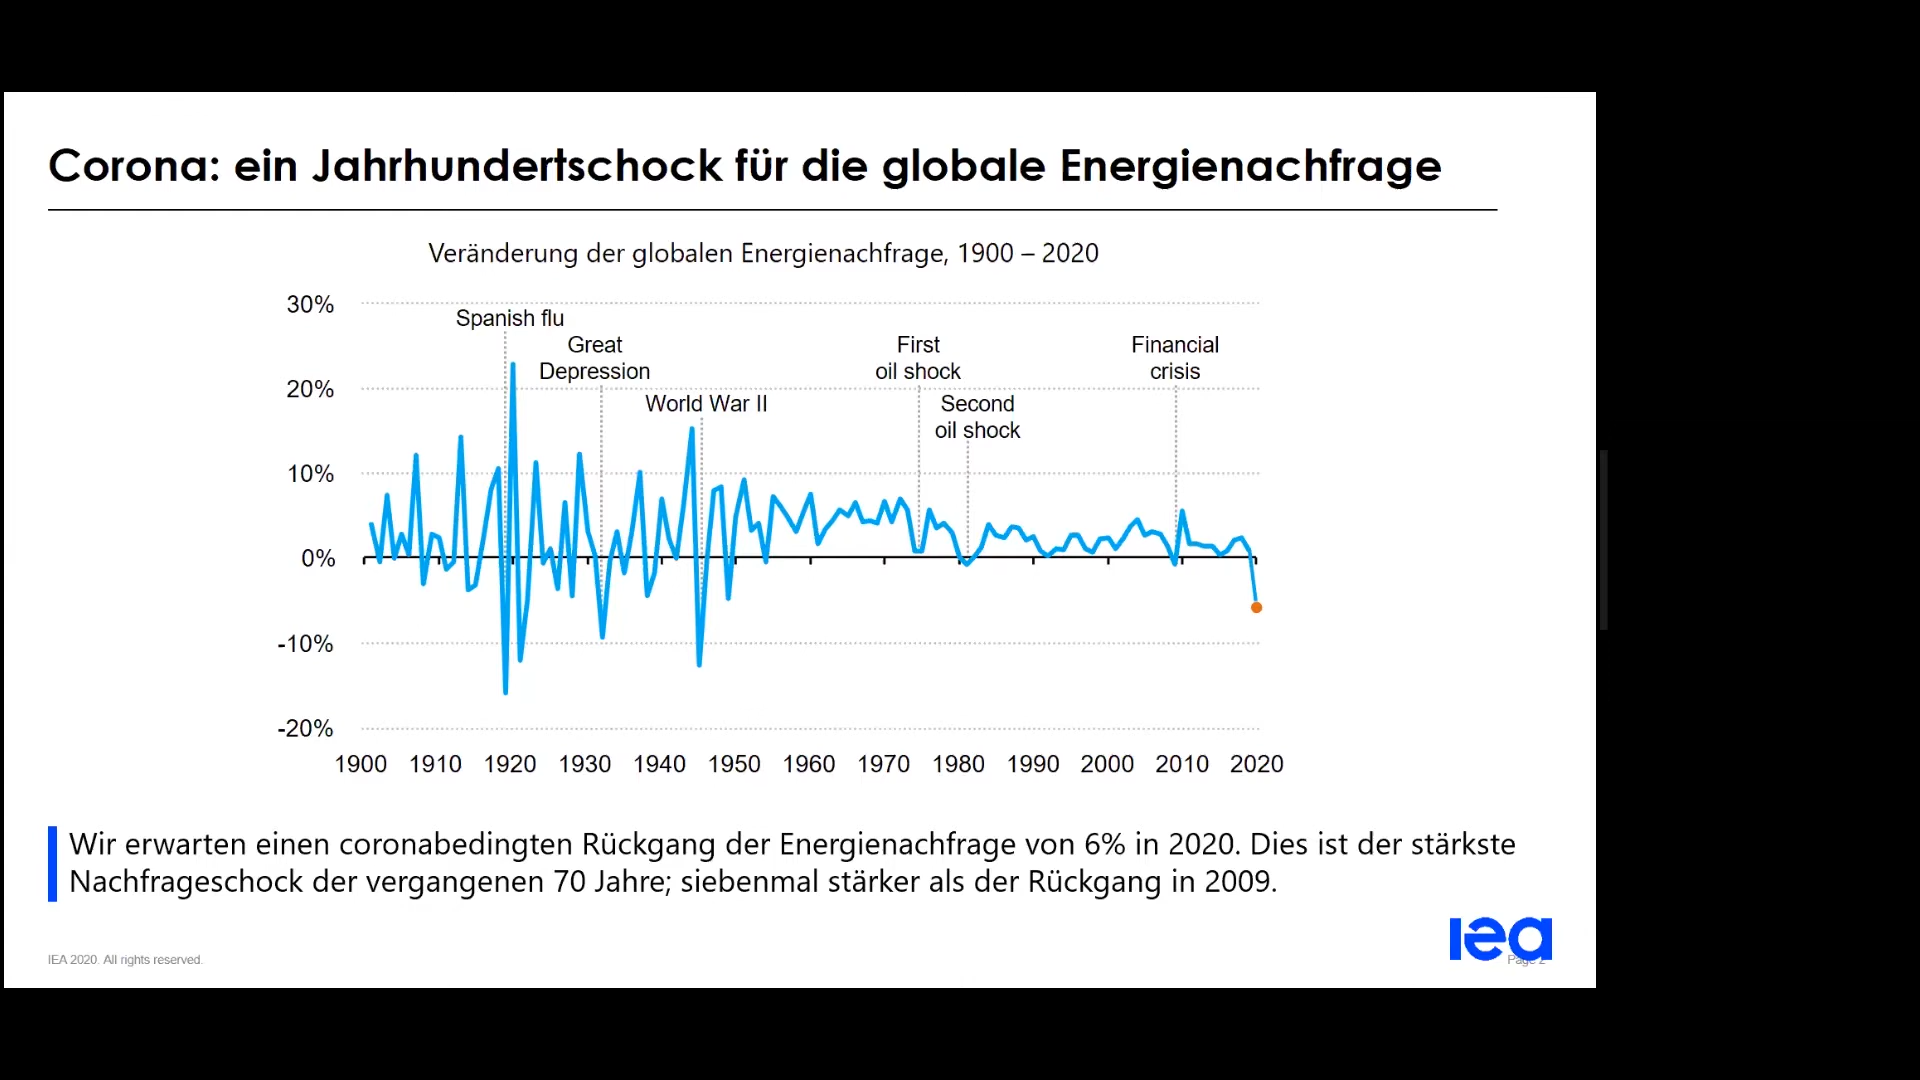 Corona: ein Jahrhundertschock für die globale Energienachfrage
Veränderung der globalen Energienachfrage, 1900 – 2020
30%
Spanish flu
Great
Depression
First
oil shock
Financial
crisis
20%
World War II
Second
oil shock
10%
0%
-10%
-20%
1900 1910 1920 1930 1940 1950 1960 1970 1980 1990 2000 2010 2020
Wir erwarten einen coronabedingten Rückgang der Energienachfrage von 6% in 2020. Dies ist der stärkste
Nachfrageschock der vergangenen 70 Jahre; siebenmal stärker als der Rückgang in 2009.
iea
IEA 2020. All rights reserved.
Page 2